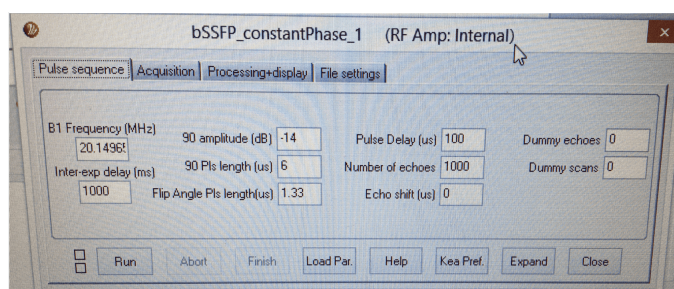 bSSFP_constantPhase_1 (RF Amp: Internal)
Pulse sequence Acquisition Processing+display File settings
B1 Frequency (MHz)
20.1496
Inter-exp delay (ms)
1000
90 amplitude (dB) -14
90 Pls length (us) 6
Flip Angle Pls length(us) 1.33
Pulse Delay (us) 100
Number of echoes 1000
Echo shift (us) 0
Dummy echoes 0
Dummy scans 0
Run Abort Finish Load Par. Help Kea Pref. Expand Close